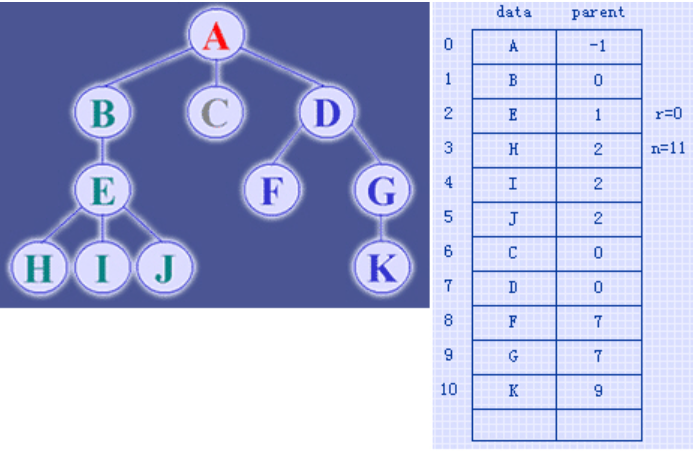 A
B C D
E F G
H I J K
data parent
0 A -1
1 B 0
2 E 1 r=0
3 H 2 n=11
4 I 2
5 J 2
6 C 0
7 D 0
8 F 7
9 G 7
10 K 9